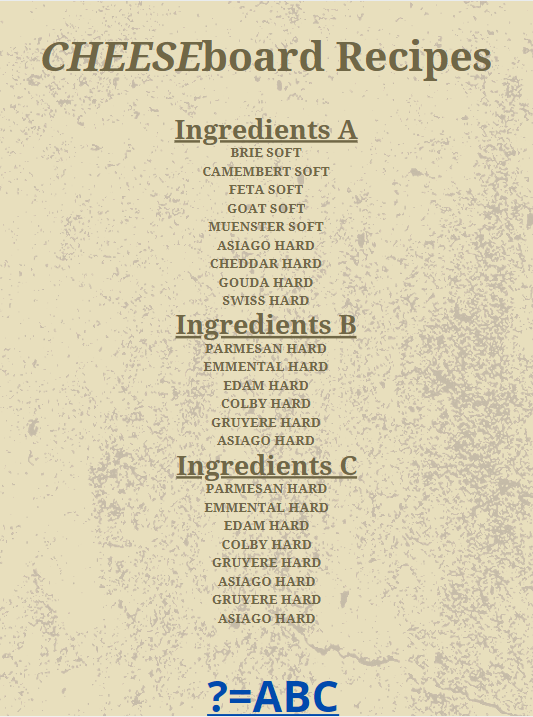 CHEESEboard Recipes
Ingredients A
BRIE SOFT
CAMEMBERT SOFT
FETA SOFT
GOAT SOFT
MUENSTER SOFT
ASIAGO HARD
CHEDDAR HARD
GOUDA HARD
SWISS HARD
Ingredients B
PARMESAN HARD
EMMENTAL HARD
EDAM HARD
COLBY HARD
GRUYERE HARD
ASIAGO HARD
Ingredients C
PARMESAN HARD
EMMENTAL HARD
EDAM HARD
COLBY HARD
GRUYERE HARD
ASIAGO HARD
GRUYERE HARD
ASIAGO HARD
?=ABC